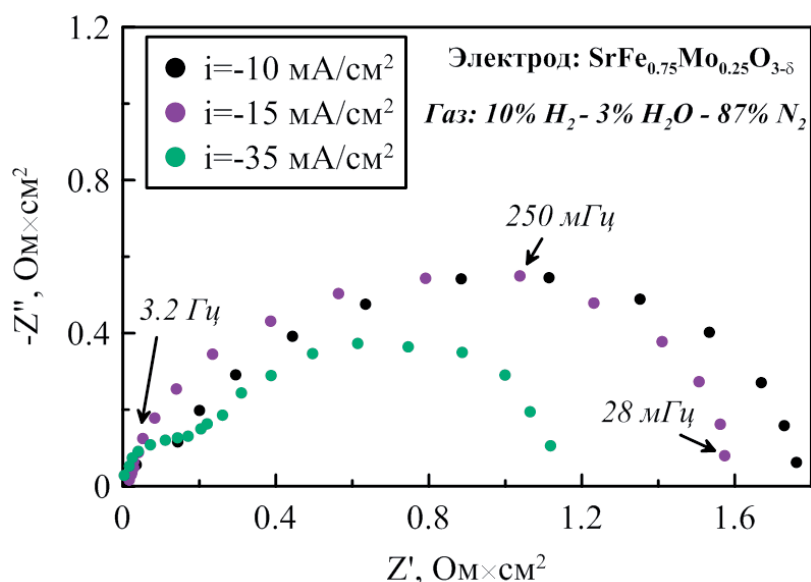 1.2
0.8
0.4
0
-Z'', Ом×см²
i=-10 мА/см²
i=-15 мА/см²
i=-35 мА/см²
Электрод: SrFe₀.₇₅Mo₀.₂₅O₃₋δ
Газ: 10% H₂ - 3% H₂O - 87% N₂
250 мГц
3.2 Гц
28 мГц
0 0.4 0.8 1.2 1.6
Z', Ом×см²